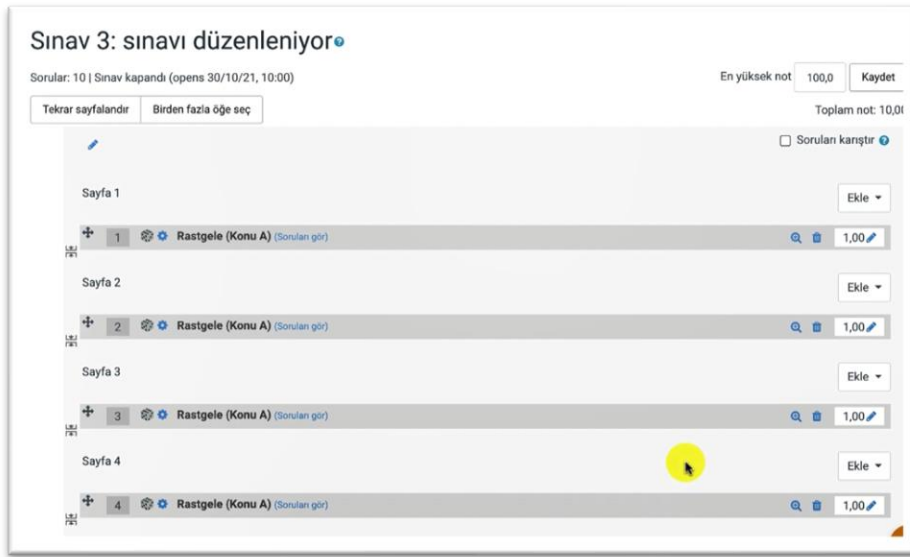 Sınav 3: sınavı düzenleniyor
Sorular: 10 | Sınav kapandı (opens 30/10/21, 10:00)
En yüksek not 100,0 Kaydet
Tekrar sayfalandır Birden fazla öğe seç
Toplam not: 10,00
Soruları karıştır
Sayfa 1
Ekle
1 Rastgele (Konu A) (Soruları gör) 1,00
Sayfa 2
Ekle
2 Rastgele (Konu A) (Soruları gör) 1,00
Sayfa 3
Ekle
3 Rastgele (Konu A) (Soruları gör) 1,00
Sayfa 4
Ekle
4 Rastgele (Konu A) (Soruları gör) 1,00